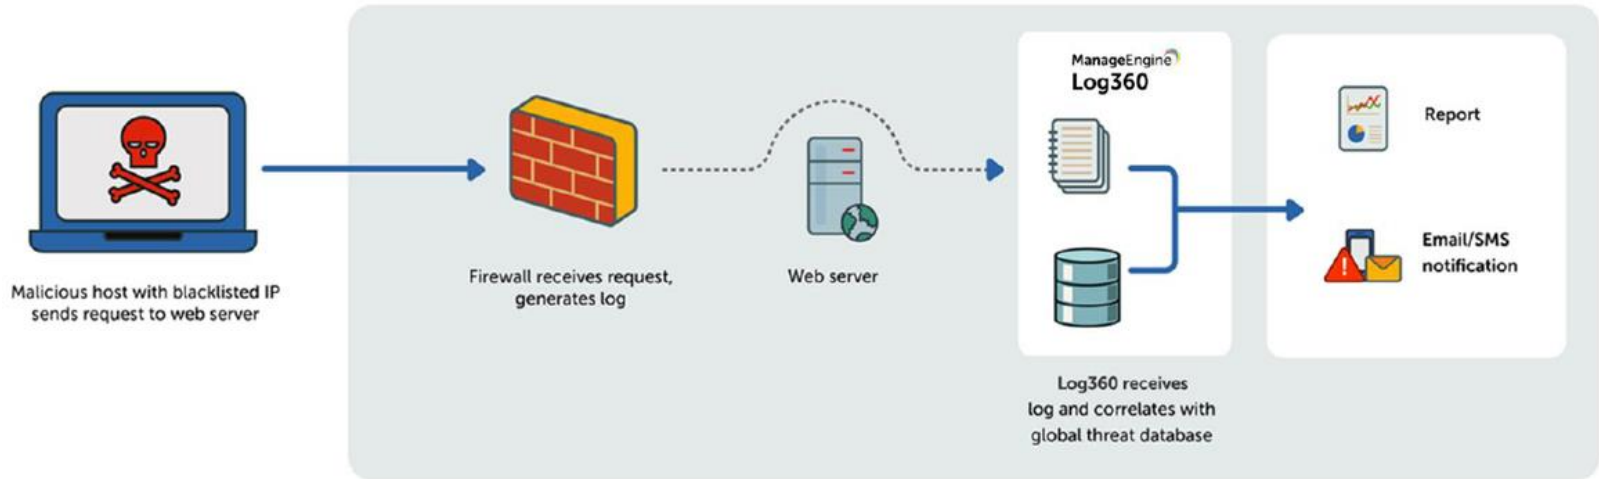 Malicious host with blacklisted IP
sends request to web server
Firewall receives request,
generates log
Web server
ManageEngine
Log360
Log360 receives
log and correlates with
global threat database
Report
Email/SMS
notification